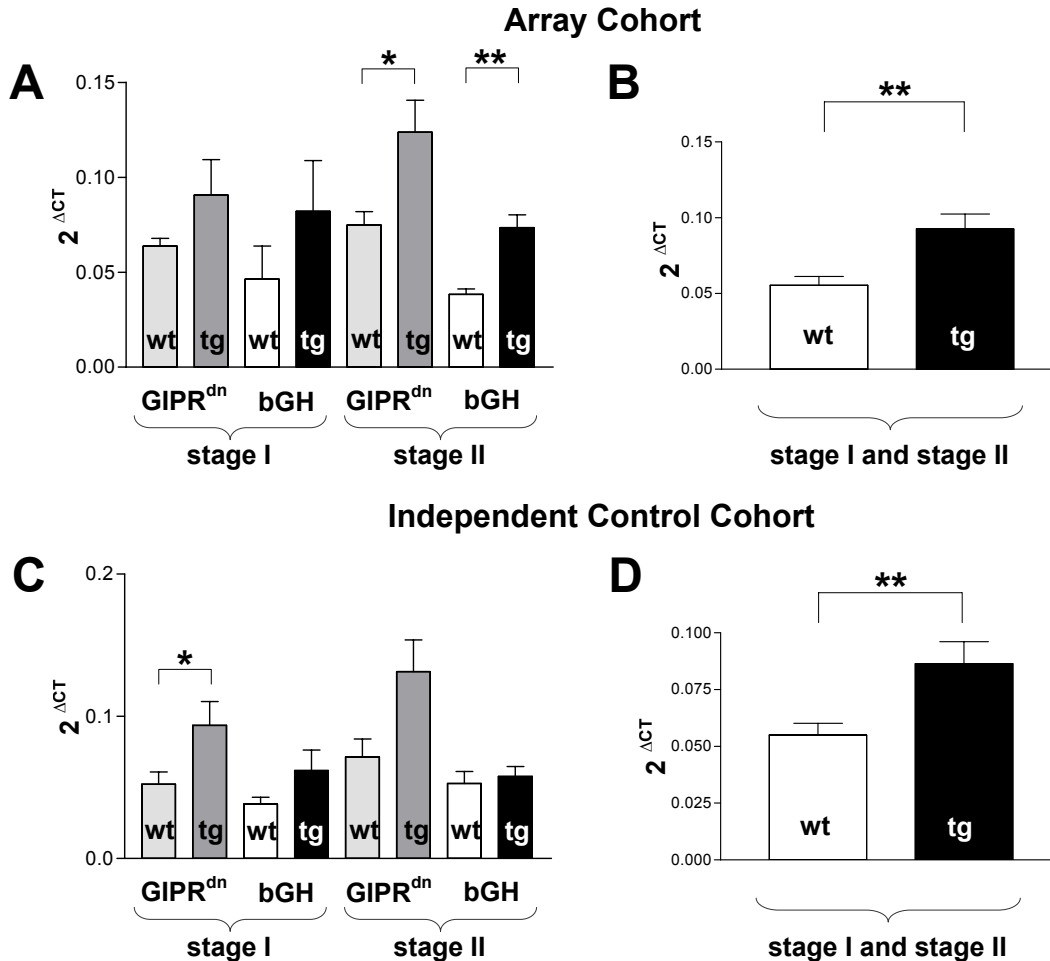 Array Cohort
A
0.15
0.10
0.05
0.00
2 ΔCT
* **
wt tg wt tg wt tg wt tg
GIPRdn bGH GIPRdn bGH
stage I stage II
B
**
0.15
0.10
0.05
0.00
2 ΔCT
wt tg
stage I and stage II
Independent Control Cohort
C
0.2
0.1
0.0
2 ΔCT
*
wt tg wt tg wt tg wt tg
GIPRdn bGH GIPRdn bGH
stage I stage II
D
**
0.100
0.075
0.050
0.025
0.000
2 ΔCT
wt tg
stage I and stage II